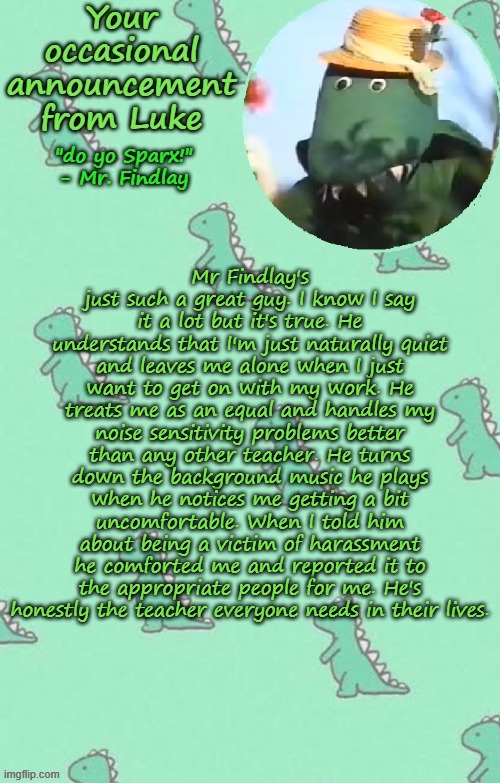 Your
occasional
announcement
from Luke
"do yo Sparx!"
- Mr. Findlay
Mr Findlay's
just such a great guy. I know I say
it a lot but it's true. He
understands that I'm just naturally quiet
and leaves me alone when I just
want to get on with my work. He
treats me as an equal and handles my
noise sensitivity problems better
than any other teacher. He turns
down the background music he plays
when he notices me getting a bit
uncomfortable. When I told him
about being a victim of harassment
he comforted me and reported it to
the appropriate people for me. He's
honestly the teacher everyone needs in their lives.
imgflip.com